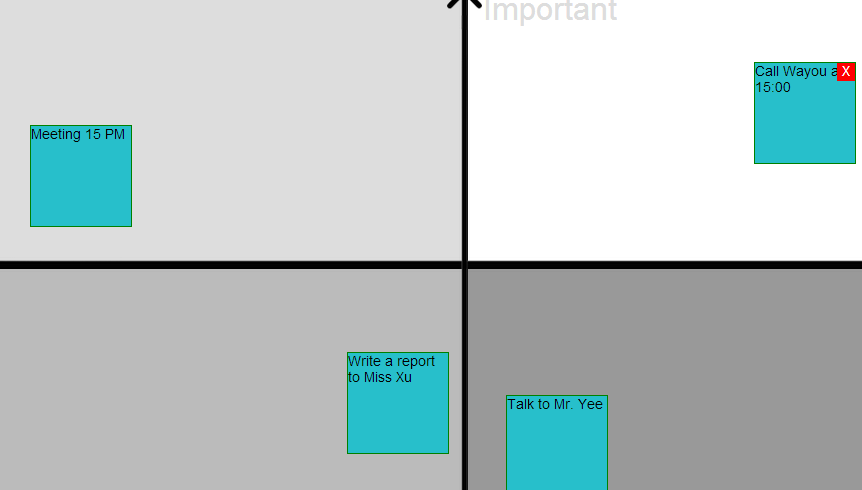 Important
Call Wayou a X
15:00
Meeting 15 PM
Write a report
to Miss Xu
Talk to Mr. Yee